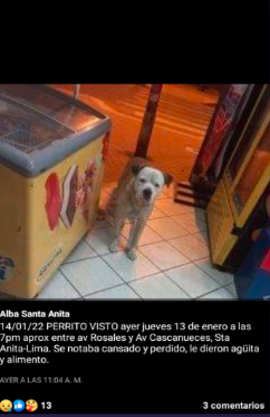 Alba Santa Anita
14/01/22 PERRITO VISTO ayer jueves 13 de enero a las
7pm aprox entre av Rosales y Av Cascanueces, Sta
Anita-Lima. Se notaba cansado y perdido, le dieron agüita
y alimento.
AYER A LAS 11:04 A. M.
13
3 comentarios